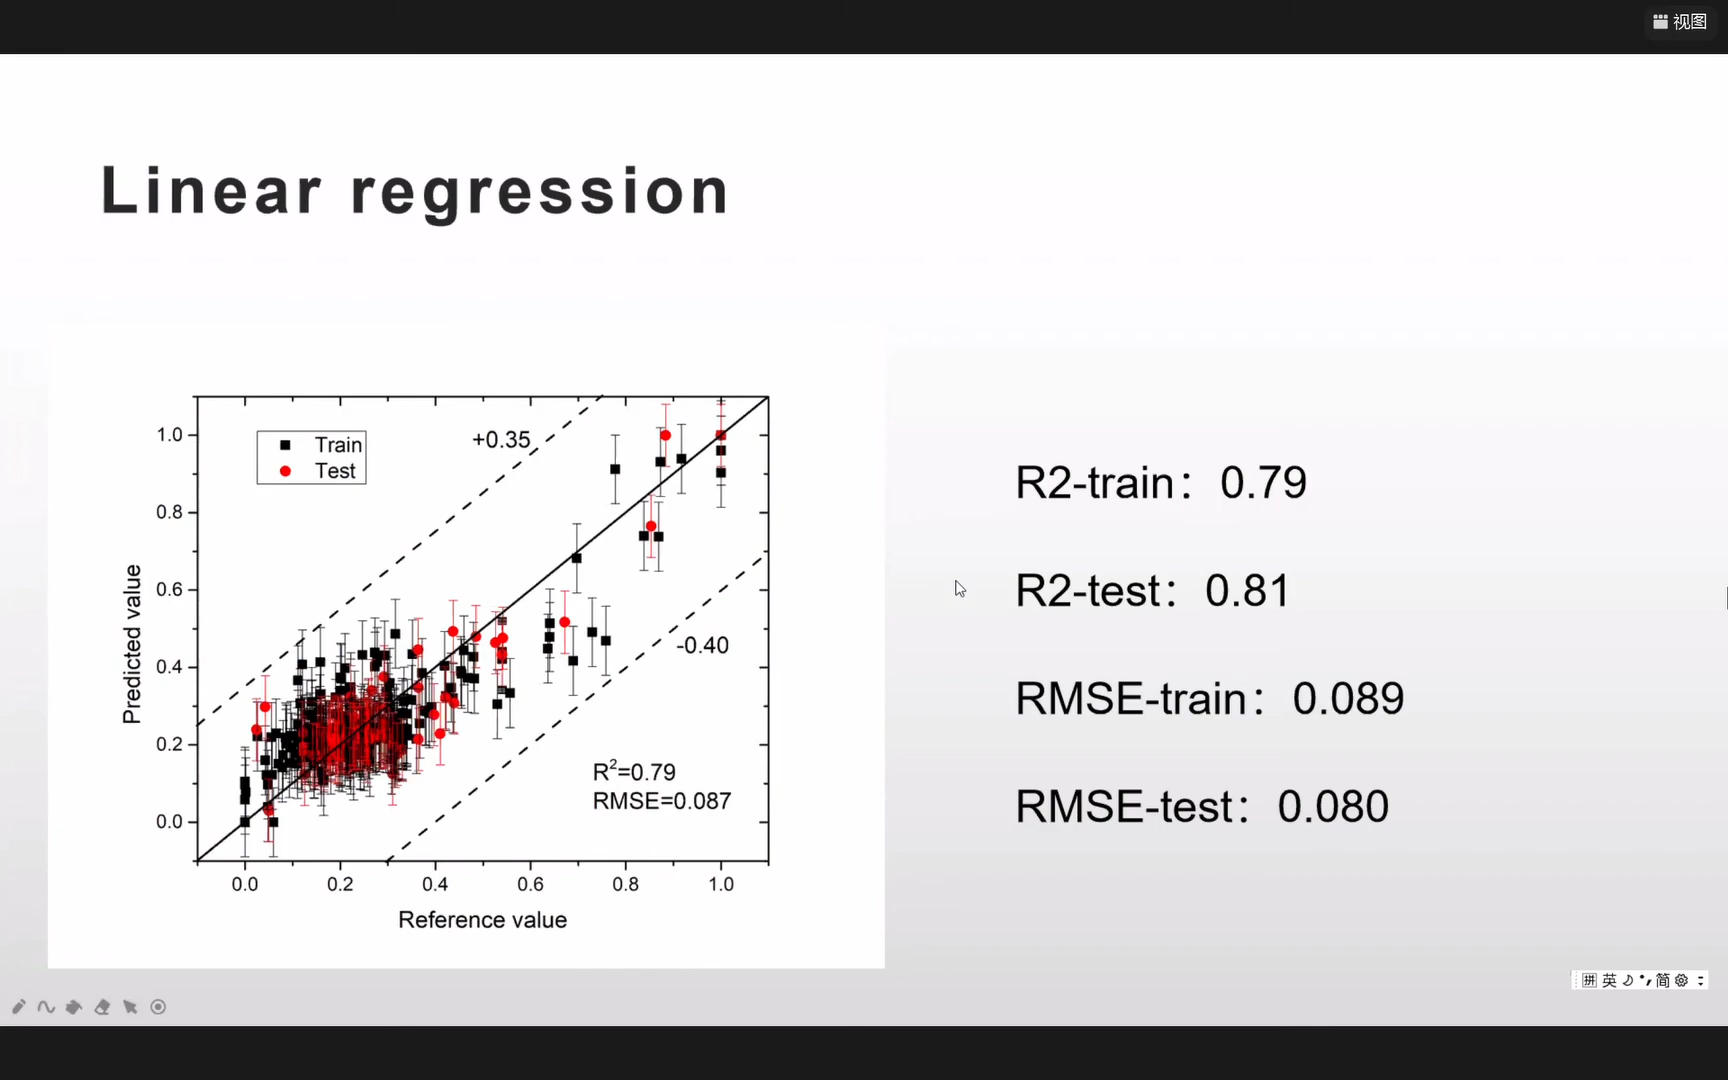 视图
Linear regression
Train
Test
+0.35
-0.40
R²=0.79
RMSE=0.087
1.0
0.8
0.6
0.4
0.2
0.0
Predicted value
0.0 0.2 0.4 0.6 0.8 1.0
Reference value
R2-train：0.79
R2-test：0.81
RMSE-train：0.089
RMSE-test：0.080
拼 英 简